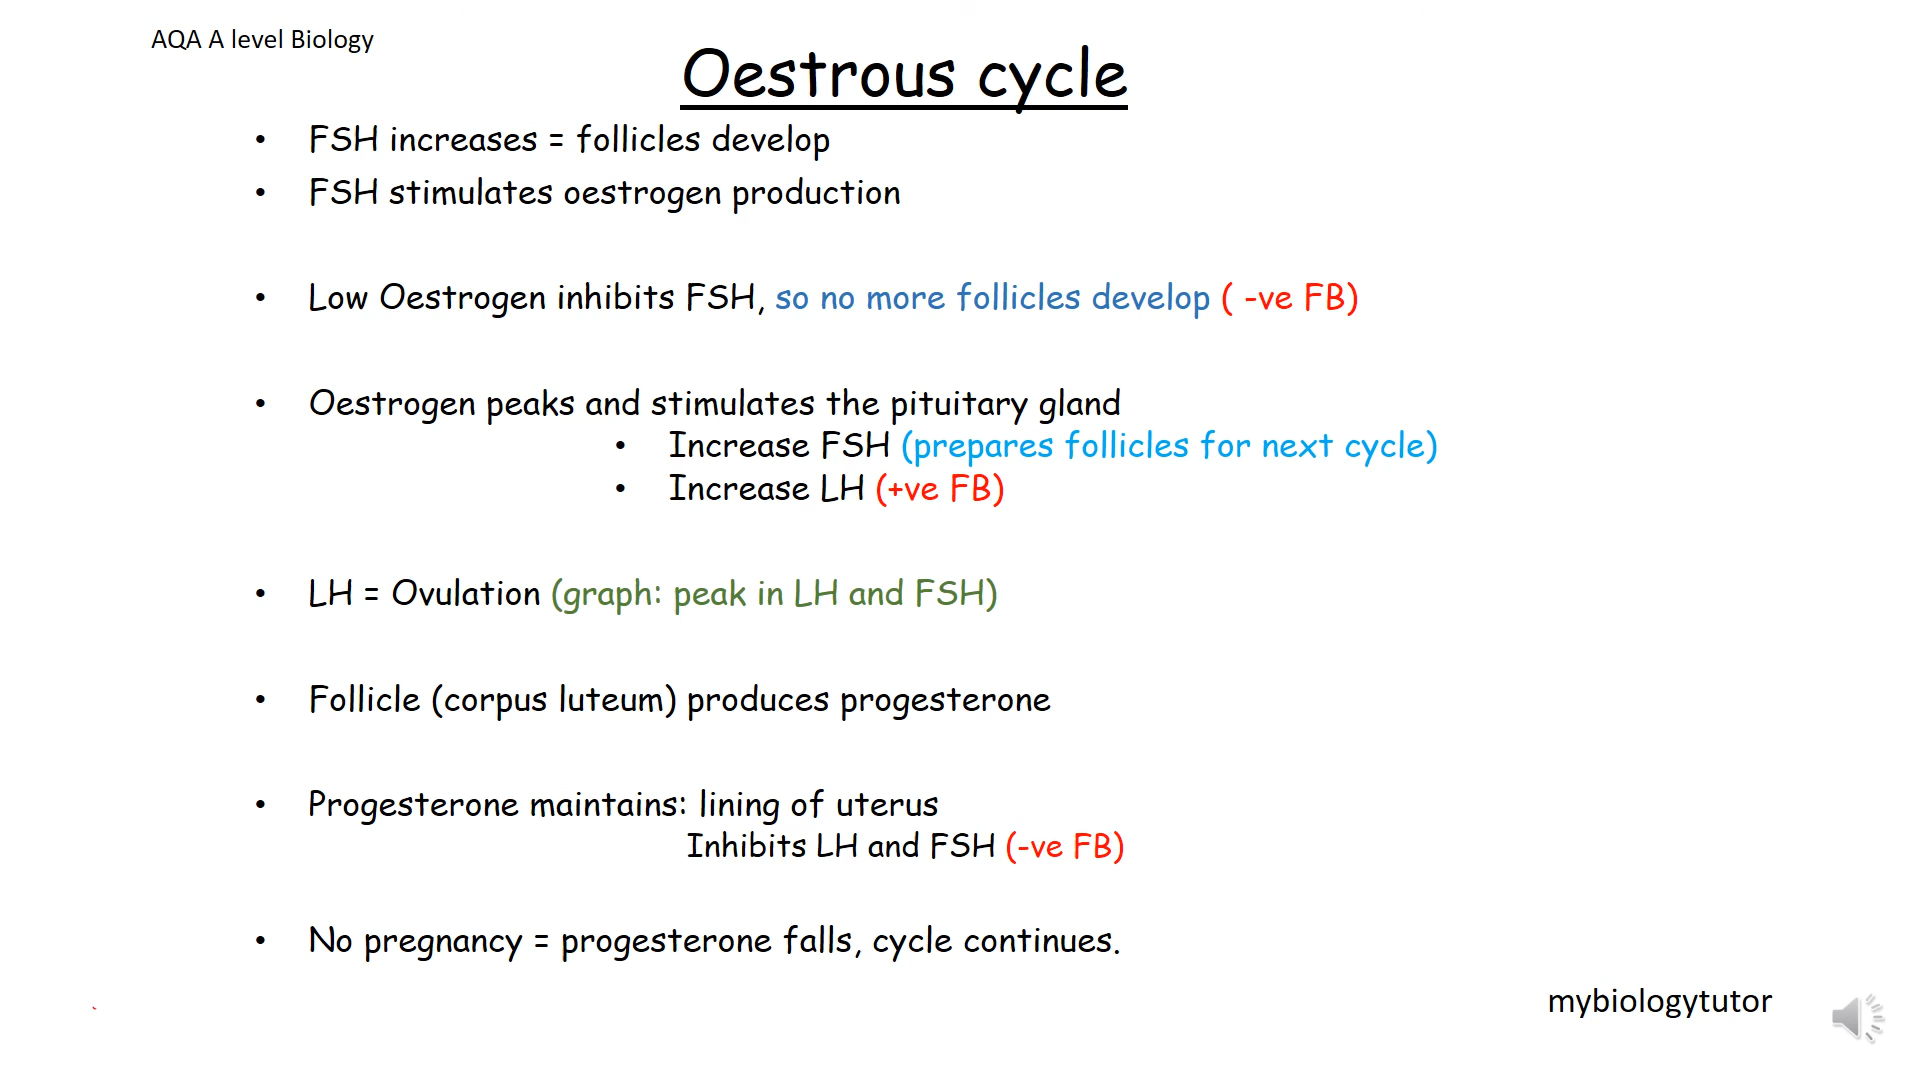 AQA A level Biology
Oestrous cycle
• FSH increases = follicles develop
• FSH stimulates oestrogen production
• Low Oestrogen inhibits FSH, so no more follicles develop ( -ve FB)
• Oestrogen peaks and stimulates the pituitary gland
• Increase FSH (prepares follicles for next cycle)
• Increase LH (+ve FB)
• LH = Ovulation (graph: peak in LH and FSH)
• Follicle (corpus luteum) produces progesterone
• Progesterone maintains: lining of uterus
Inhibits LH and FSH (-ve FB)
• No pregnancy = progesterone falls, cycle continues.
mybiologytutor